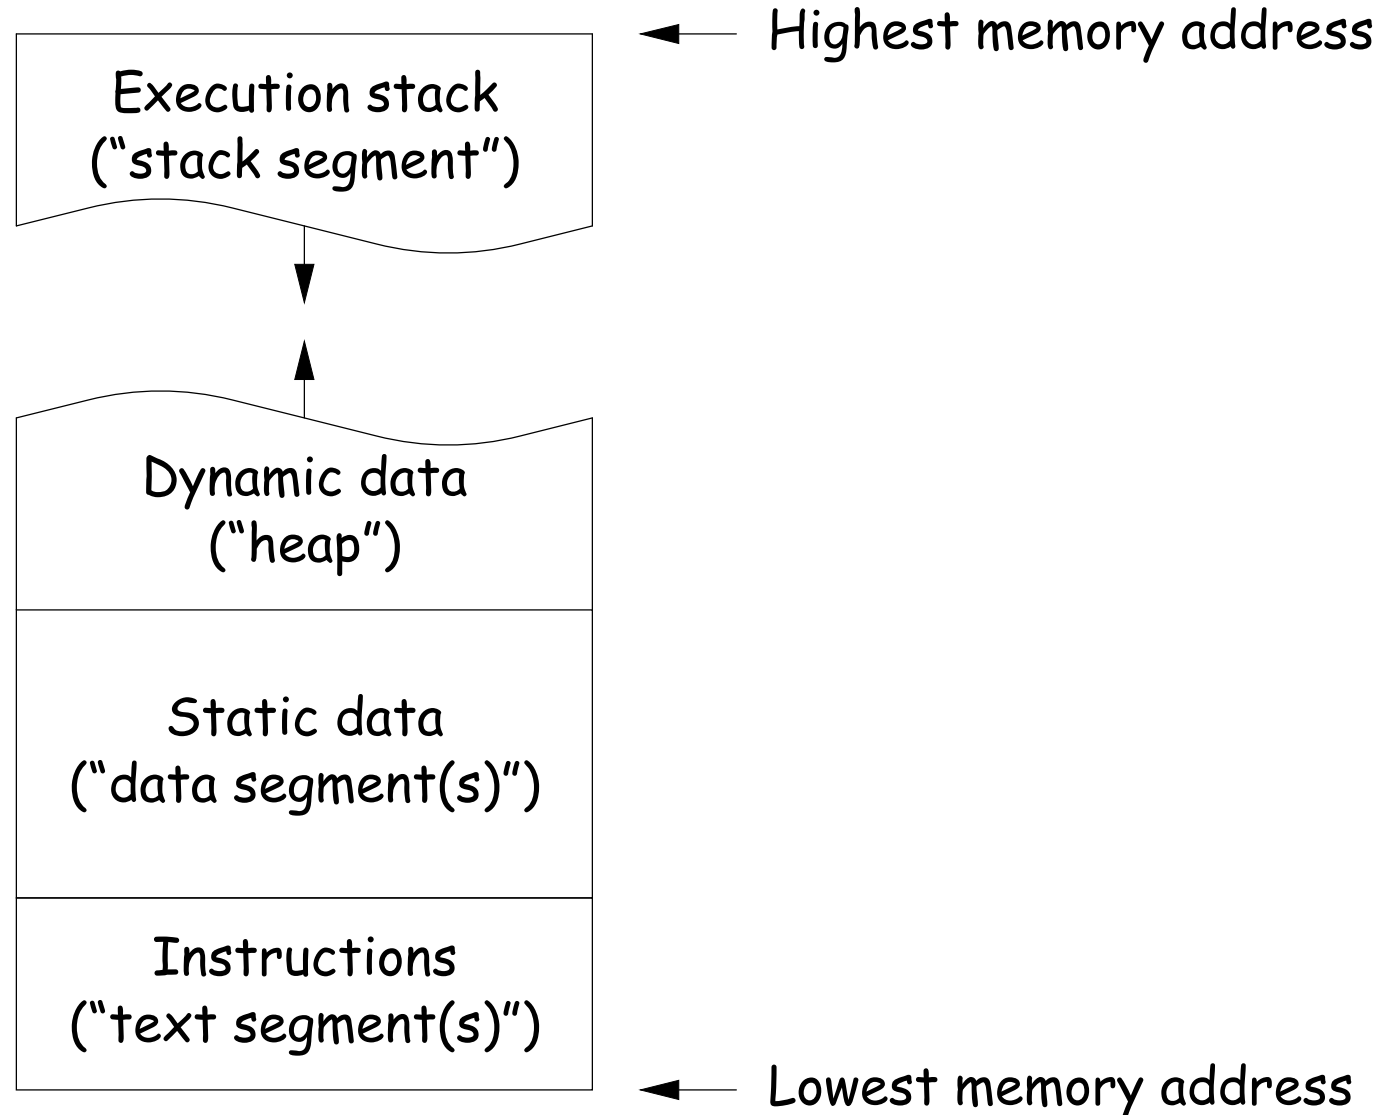 Highest memory address
Execution stack
(“stack segment”)
Dynamic data
(“heap”)
Static data
(“data segment(s)”)
Instructions
(“text segment(s)”)
Lowest memory address